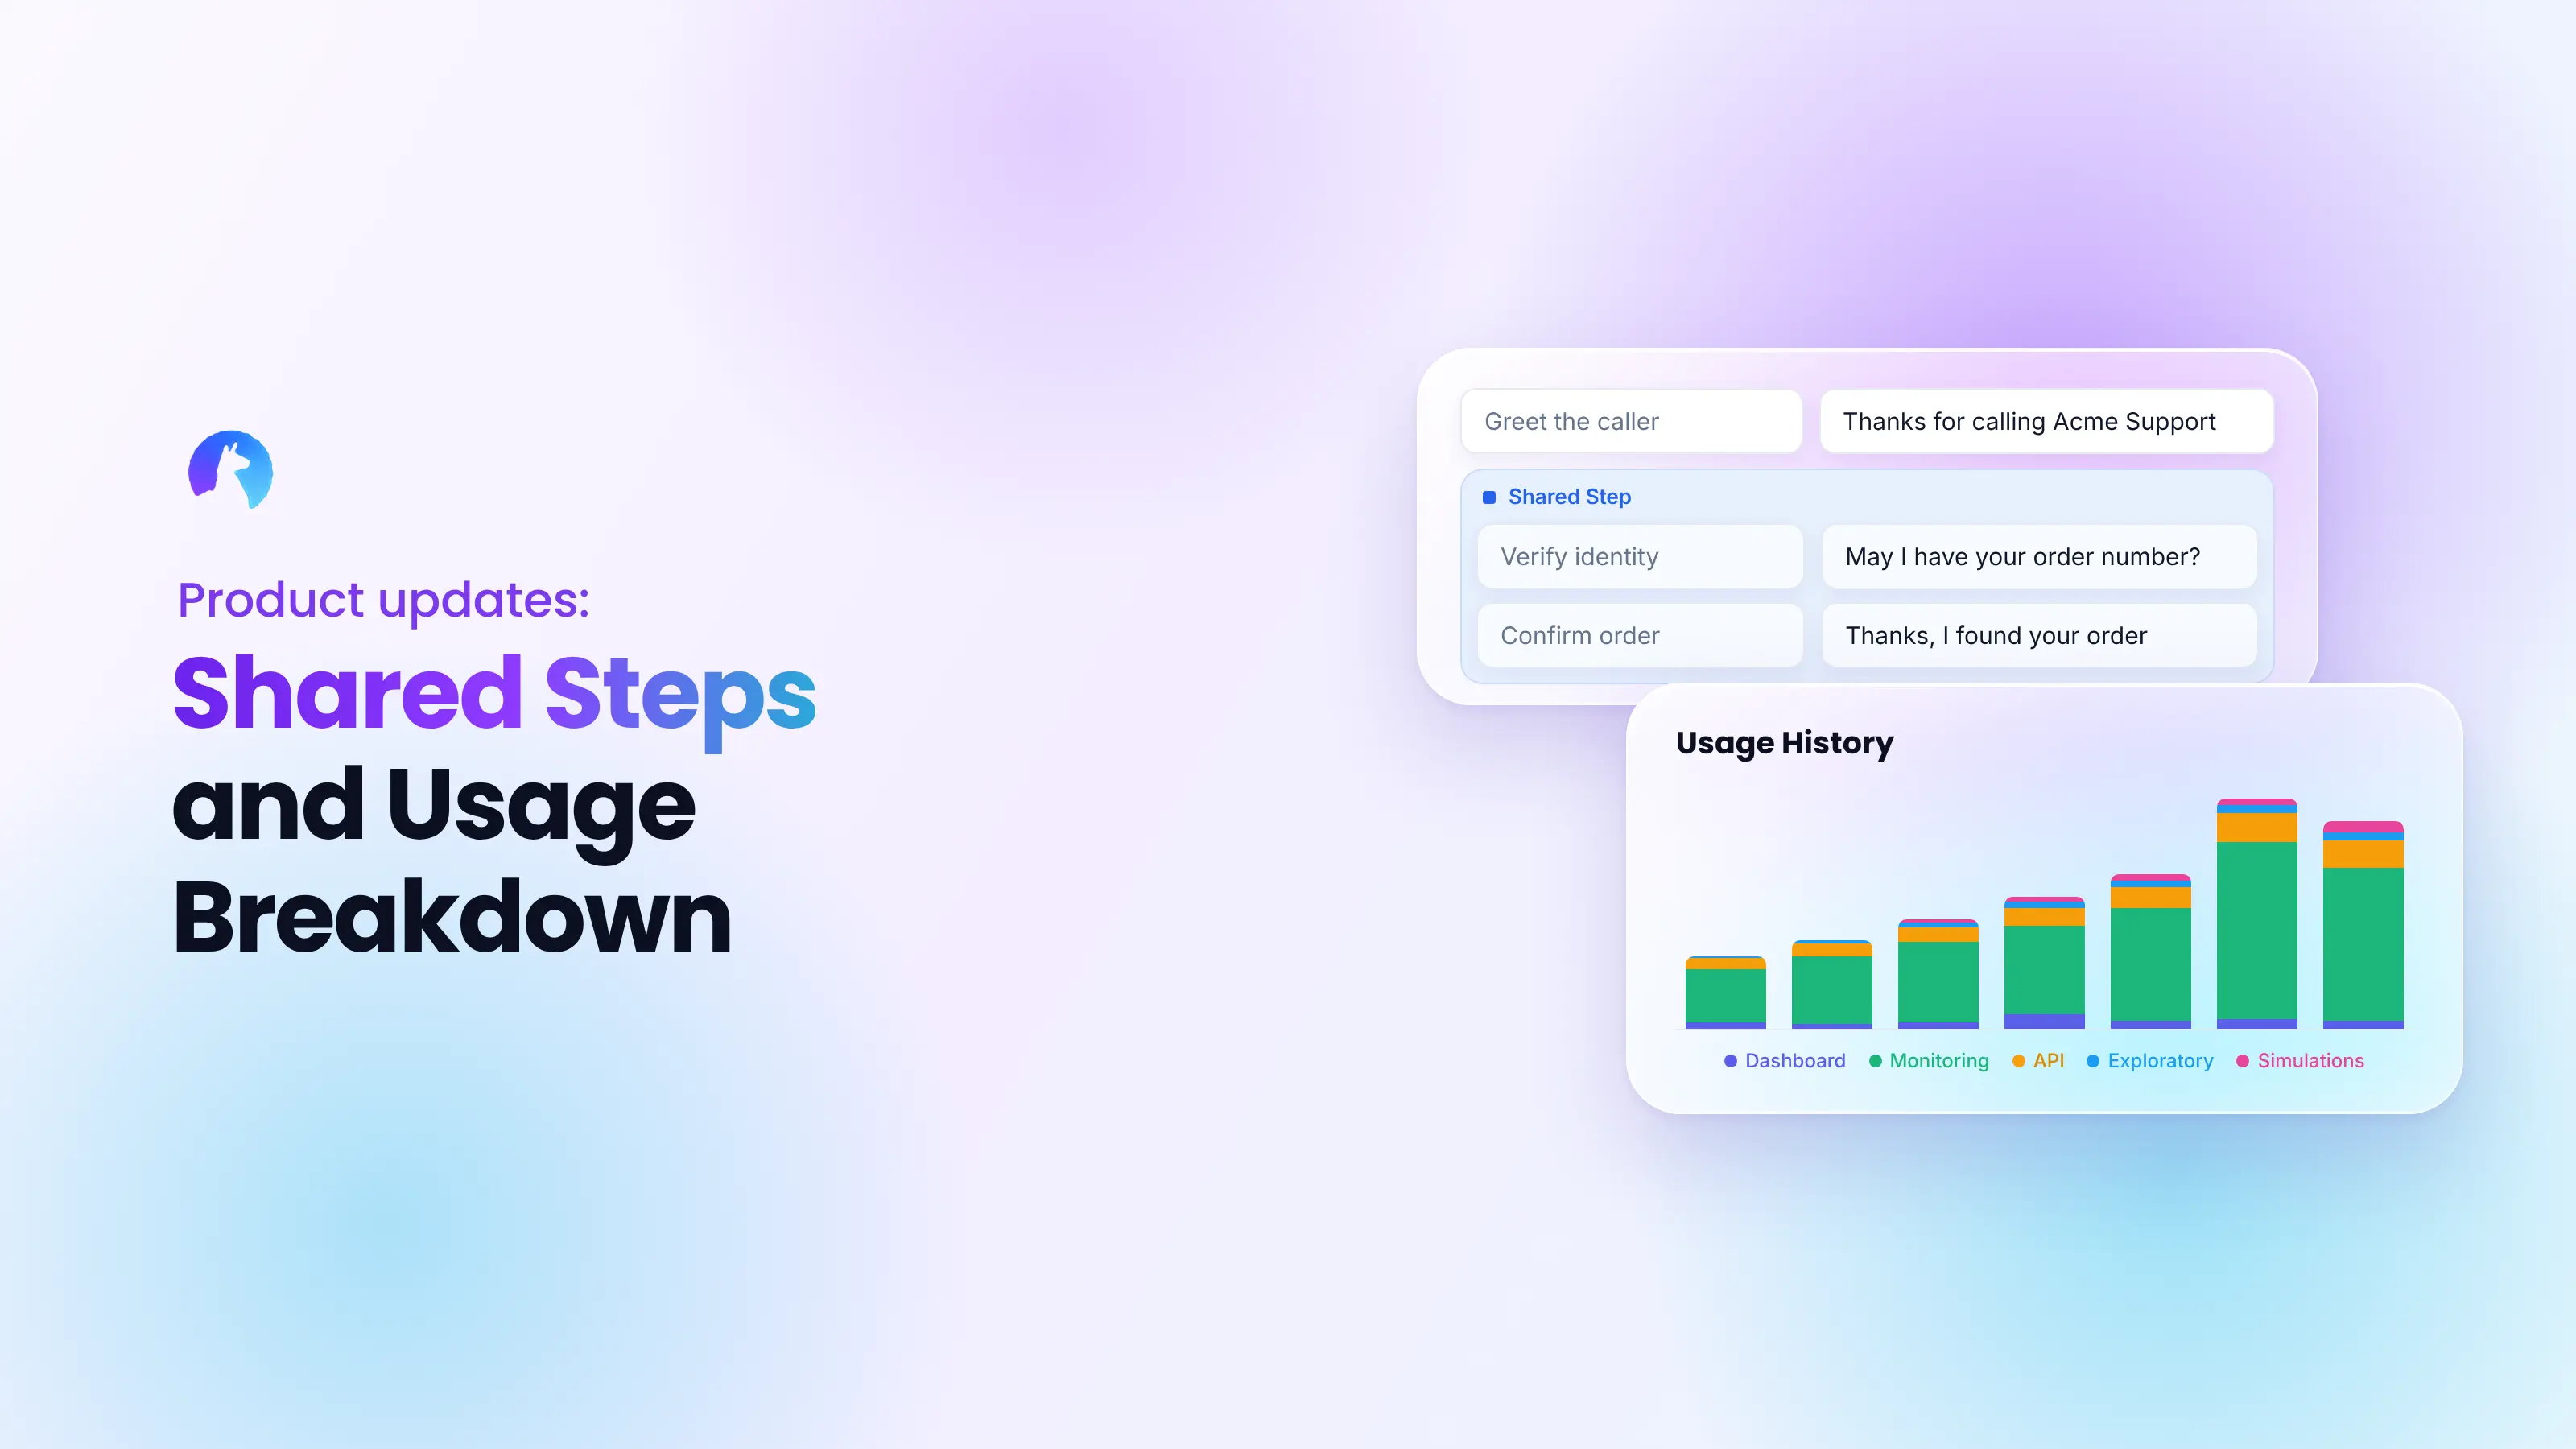 Product updates:
Shared Steps
and Usage
Breakdown
Greet the caller
Thanks for calling Acme Support
Shared Step
Verify identity
May I have your order number?
Confirm order
Thanks, I found your order
Usage History
Dashboard
Monitoring
API
Exploratory
Simulations